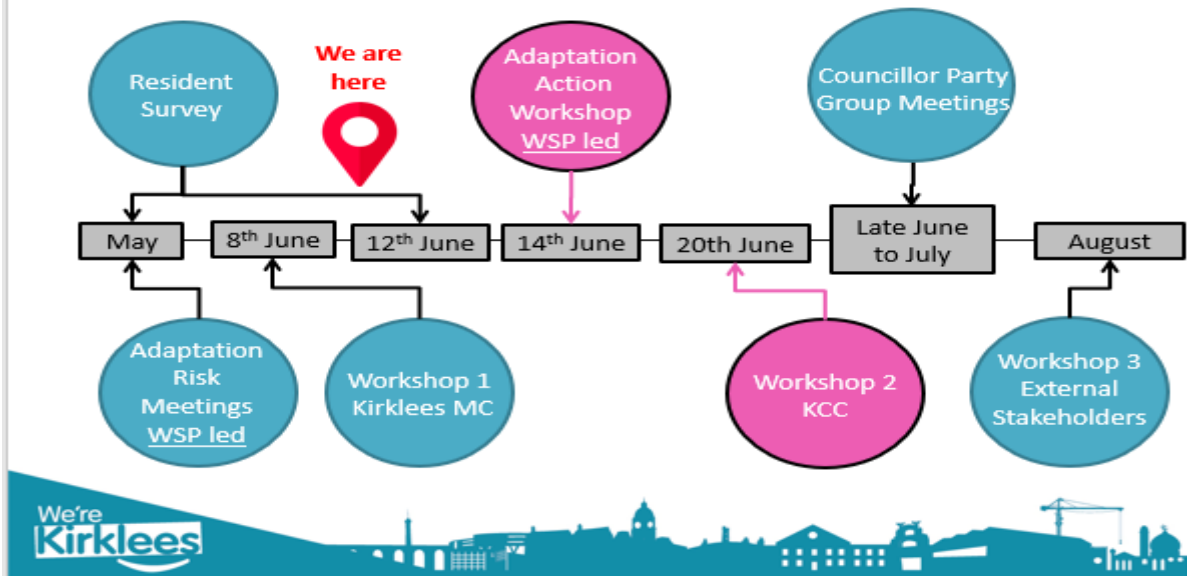 Resident
Survey
We are
here
Adaptation
Action
Workshop
WSP led
Councillor Party
Group Meetings
May
8th June
12th June
14th June
20th June
Late June
to July
August
Adaptation
Risk
Meetings
WSP led
Workshop 1
Kirklees MC
Workshop 2
KCC
Workshop 3
External
Stakeholders
We're
Kirklees